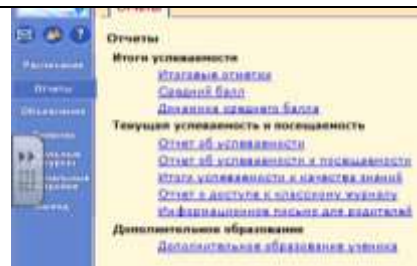 Отчеты
Отчеты
Итоги успеваемости
Итоговые отметки
Средний балл
Динамика среднего балла
Текущая успеваемость и посещаемость
Отчет об успеваемости
Отчет об успеваемости и посещаемости
Итоги успеваемости и качества знаний
Отчет о доступе к классному журналу
Информационное письмо для родителей
Дополнительное образование
Дополнительное образование ученика
Расписание
Отчеты
Объявления